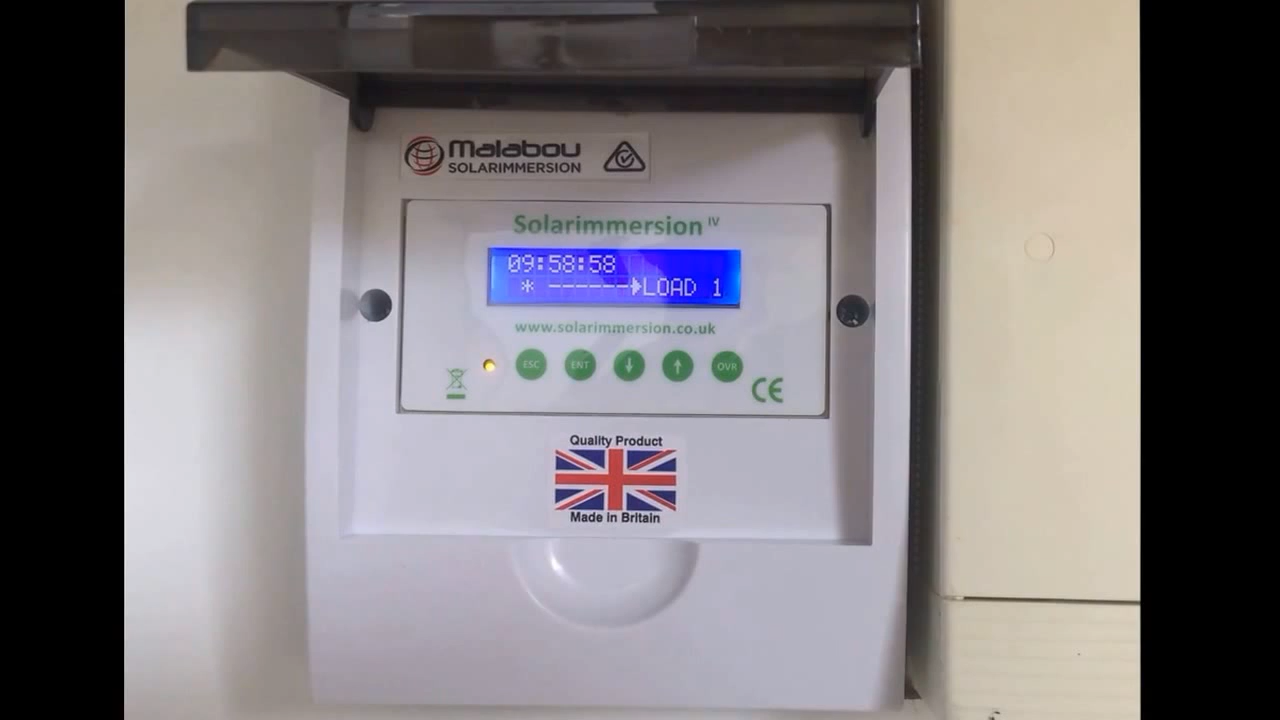 Malabou
SOLARIMMERSION
Solarimmersion IV
09:58:58
* ------→LOAD 1
www.solarimmersion.co.uk
ESC ENT ↓ ↑ OVR
CE
Quality Product
Made in Britain